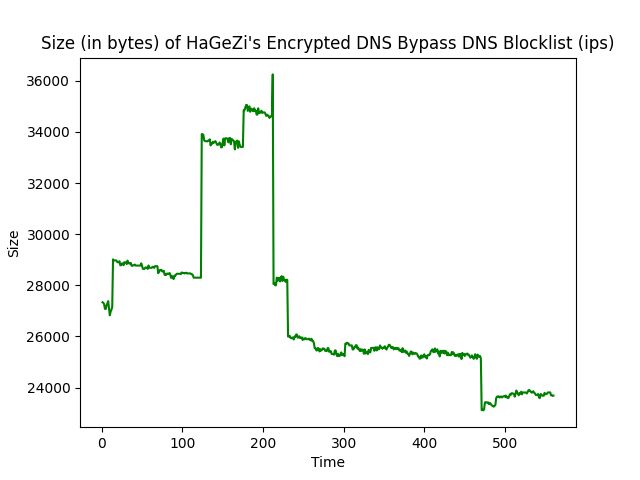 Size (in bytes) of HaGeZi's Encrypted DNS Bypass DNS Blocklist (ips)
36000
34000
32000
30000
28000
26000
24000
Size
0 100 200 300 400 500
Time